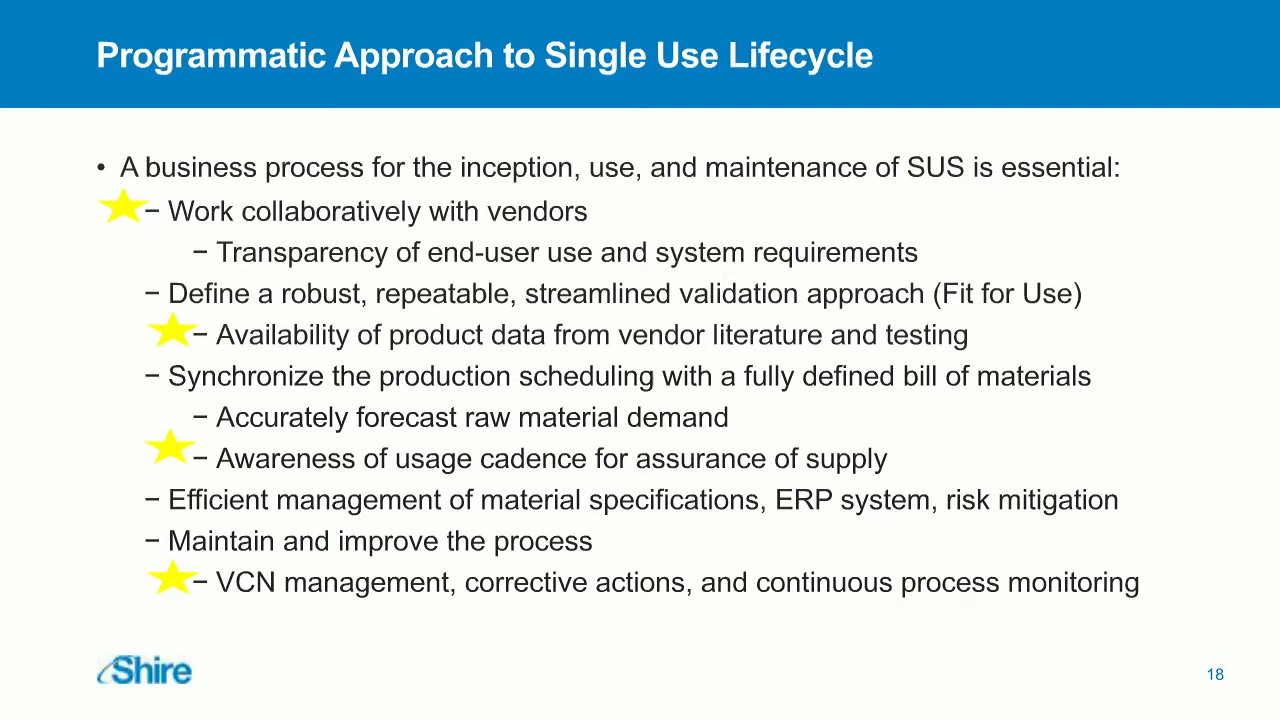 Programmatic Approach to Single Use Lifecycle
• A business process for the inception, use, and maintenance of SUS is essential:
− Work collaboratively with vendors
− Transparency of end-user use and system requirements
− Define a robust, repeatable, streamlined validation approach (Fit for Use)
− Availability of product data from vendor literature and testing
− Synchronize the production scheduling with a fully defined bill of materials
− Accurately forecast raw material demand
− Awareness of usage cadence for assurance of supply
− Efficient management of material specifications, ERP system, risk mitigation
− Maintain and improve the process
− VCN management, corrective actions, and continuous process monitoring
Shire
18